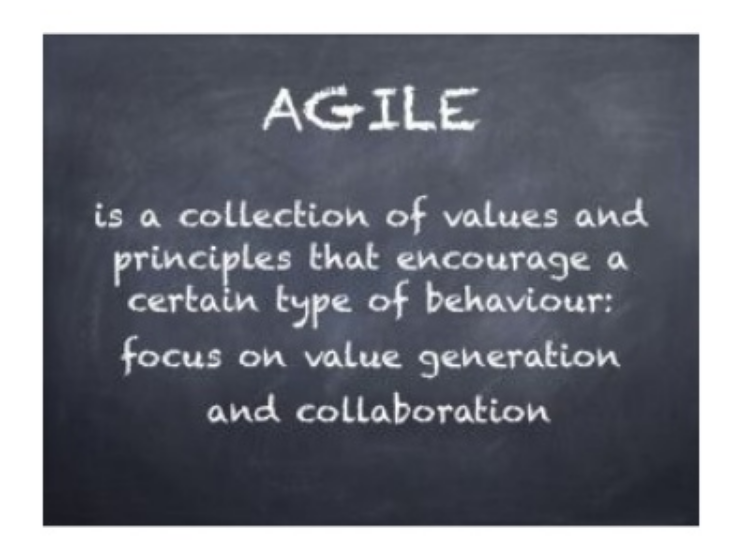 AGILE
is a collection of values and
principles that encourage a
certain type of behaviour:
focus on value generation
and collaboration